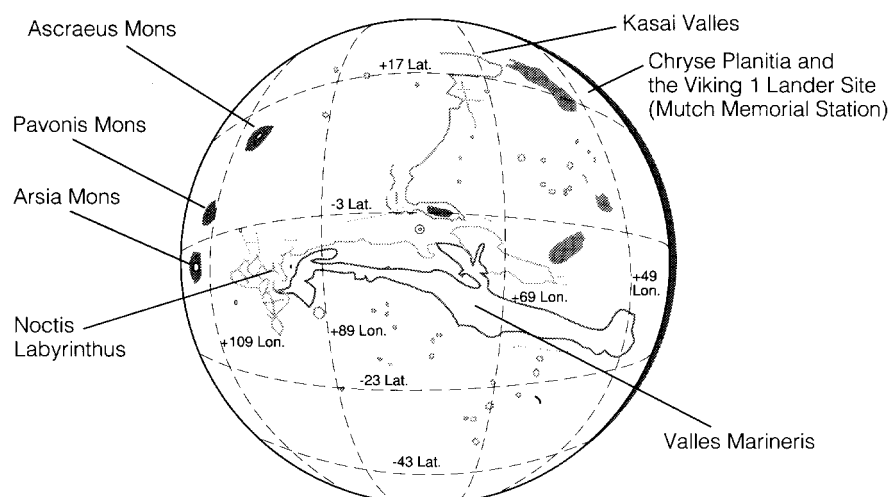 Ascraeus Mons
Pavonis Mons
Arsia Mons
Noctis
Labyrinthus
Kasai Valles
Chryse Planitia and
the Viking 1 Lander Site
(Mutch Memorial Station)
Valles Marineris
+17 Lat.
-3 Lat.
+49
Lon.
+69 Lon.
+89 Lon.
+109 Lon.
-23 Lat.
-43 Lat.